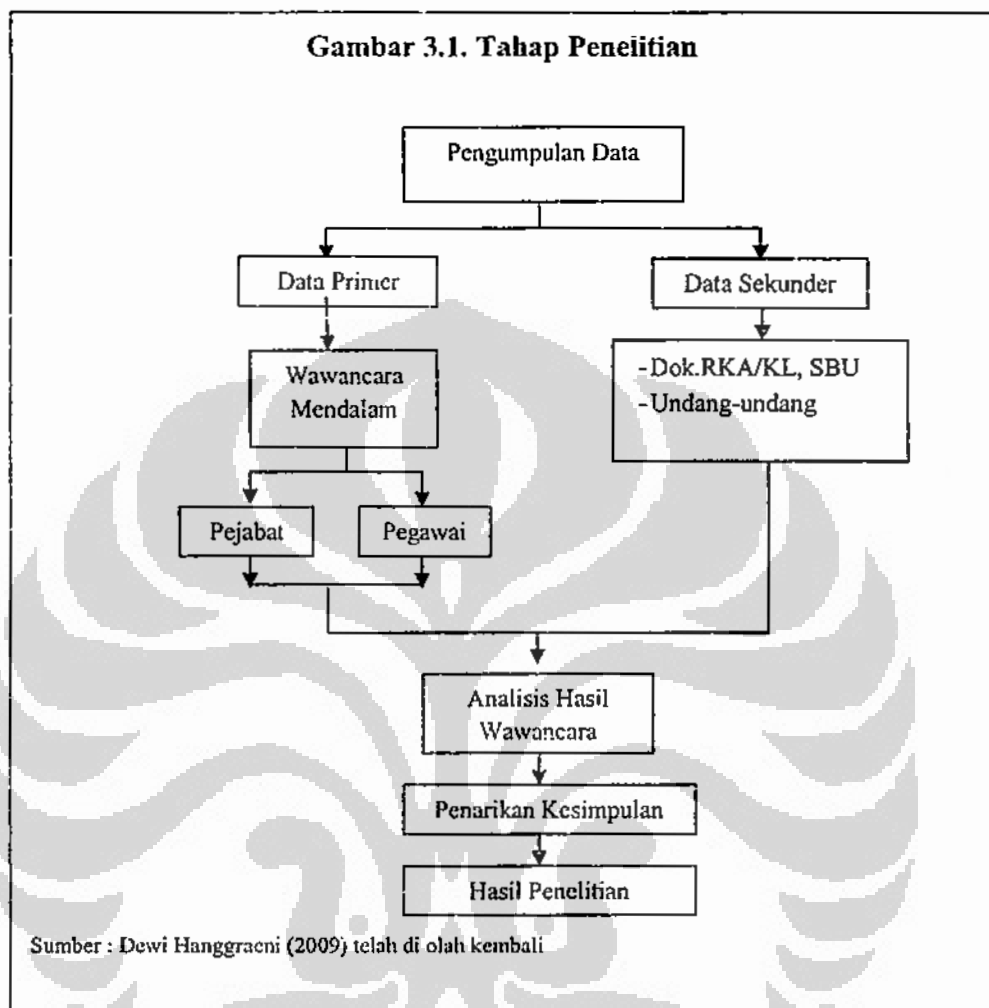 Gambar 3.1. Tahap Penelitian
Pengumpulan Data
Data Primer
Data Sekunder
Wawancara
Mendalam
-Dok.RKA/KL, SBU
-Undang-undang
Pejabat
Pegawai
Analisis Hasil
Wawancara
Penarikan Kesimpulan
Hasil Penelitian
Sumber : Dewi Hanggraeni (2009) telah di olah kembali